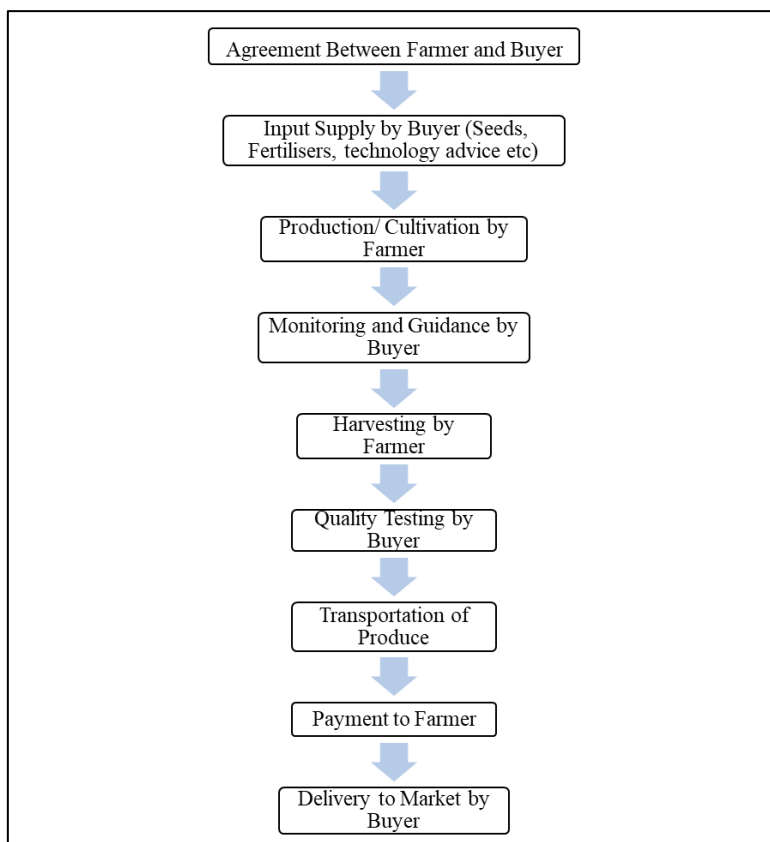 Agreement Between Farmer and Buyer
Input Supply by Buyer (Seeds,
Fertilisers, technology advice etc)
Production/ Cultivation by
Farmer
Monitoring and Guidance by
Buyer
Harvesting by
Farmer
Quality Testing by
Buyer
Transportation of
Produce
Payment to Farmer
Delivery to Market by
Buyer